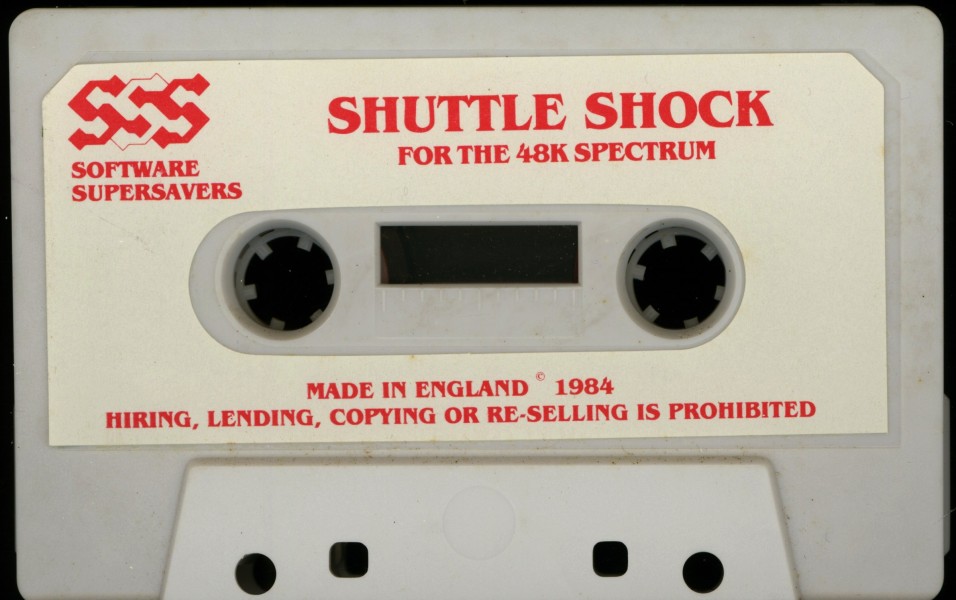 SSS
SOFTWARE
SUPERSAVERS
SHUTTLE SHOCK
FOR THE 48K SPECTRUM
MADE IN ENGLAND © 1984
HIRING, LENDING, COPYING OR RE-SELLING IS PROHIBITED